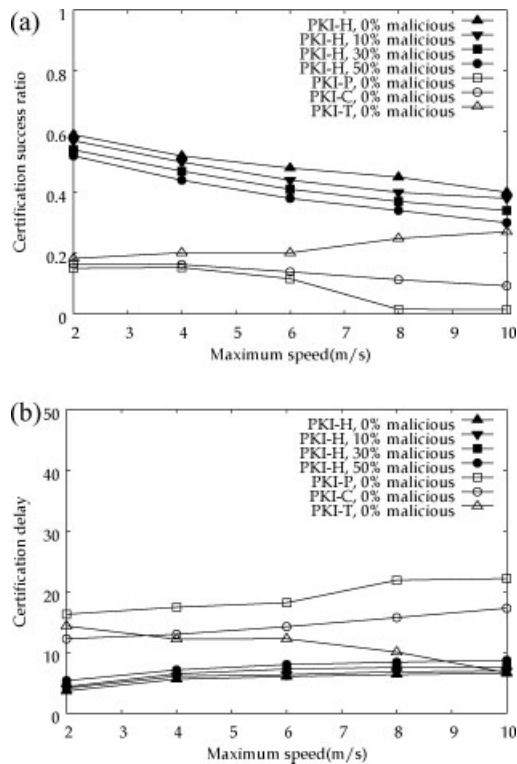 (a)
1
0.8
0.6
0.4
0.2
0
Certification success ratio
PKI-H, 0% malicious
PKI-H, 10% malicious
PKI-H, 30% malicious
PKI-H, 50% malicious
PKI-P, 0% malicious
PKI-C, 0% malicious
PKI-T, 0% malicious
2 3 4 5 6 7 8 9 10
Maximum speed(m/s)
(b)
50
40
30
20
10
0
Certification delay
PKI-H, 0% malicious
PKI-H, 10% malicious
PKI-H, 30% malicious
PKI-H, 50% malicious
PKI-P, 0% malicious
PKI-C, 0% malicious
PKI-T, 0% malicious
2 3 4 5 6 7 8 9 10
Maximum speed(m/s)